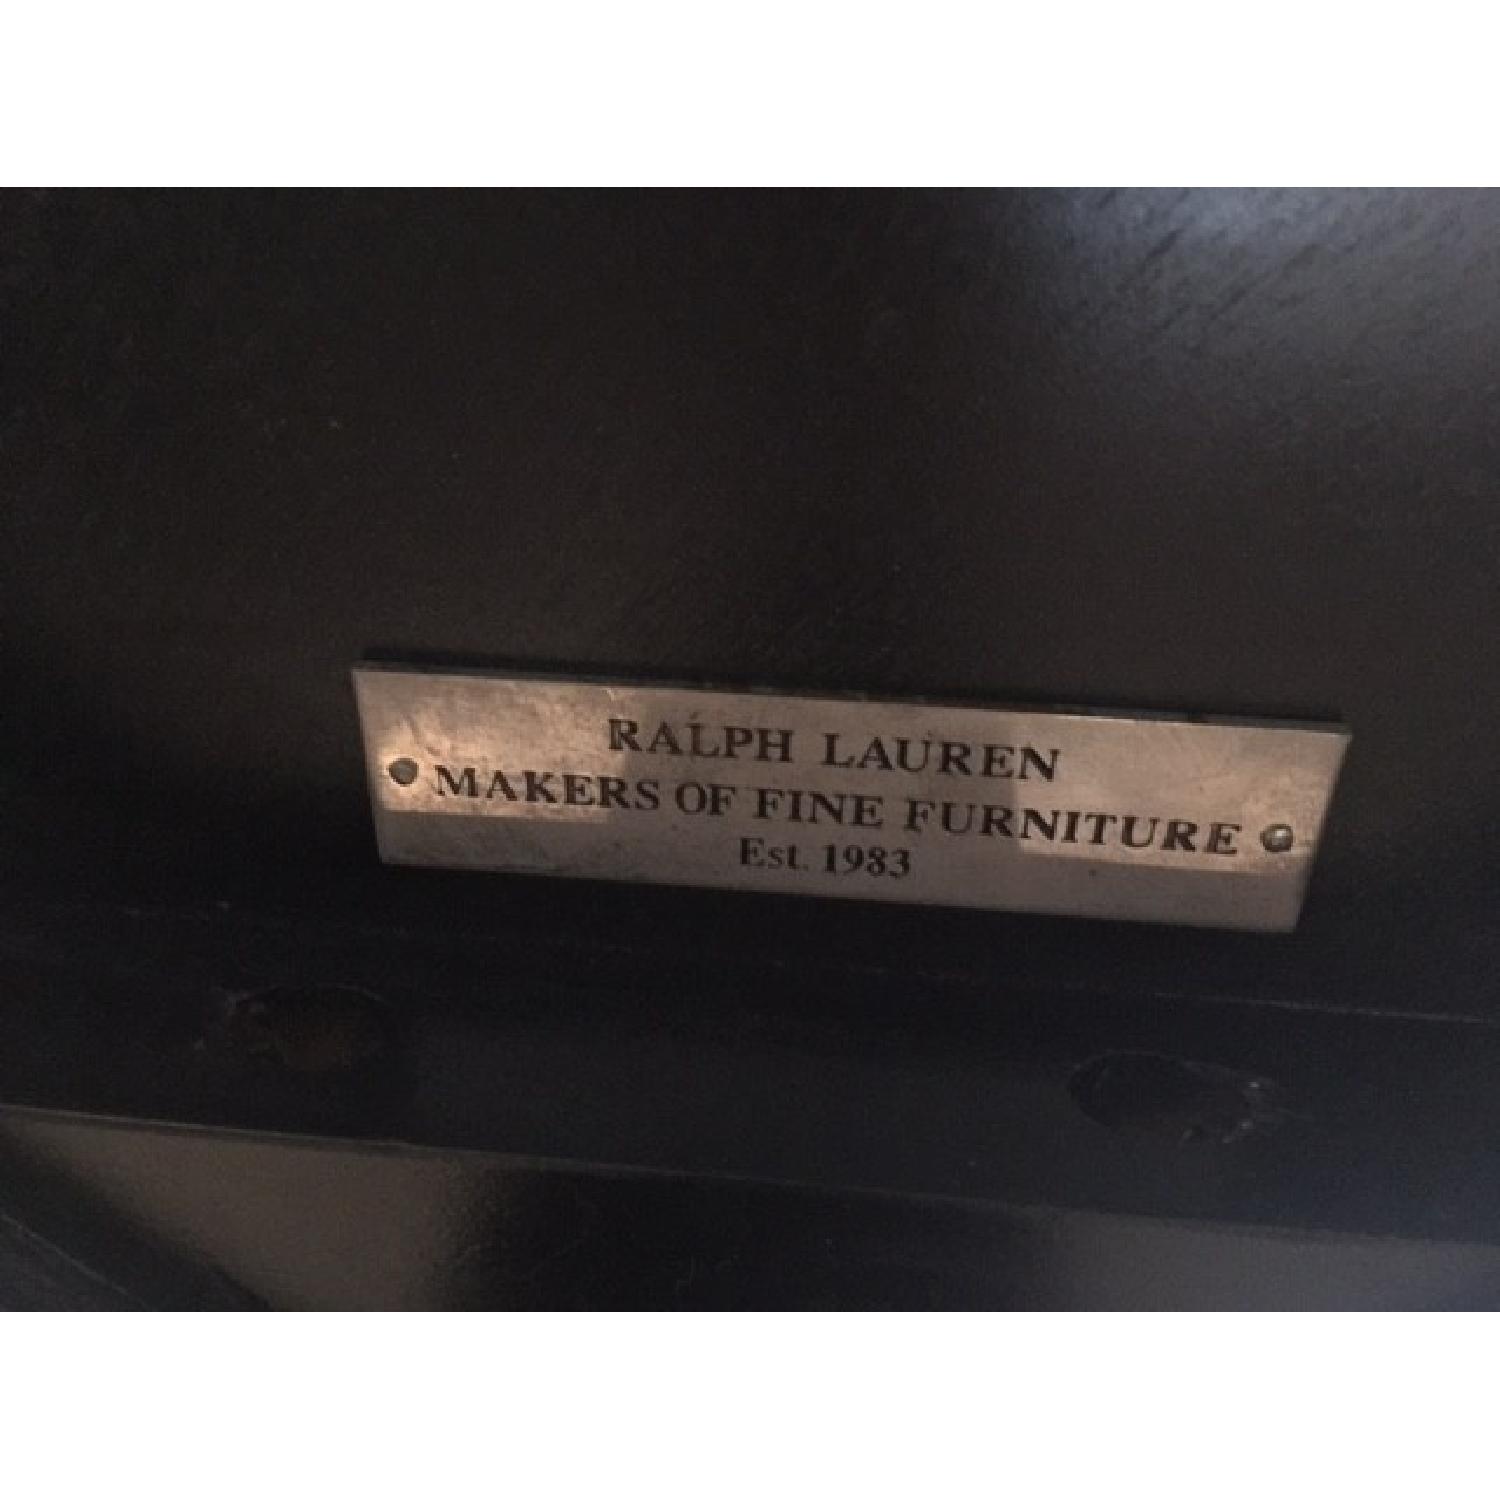 RALPH LAUREN
MAKERS OF FINE FURNITURE
Est. 1983